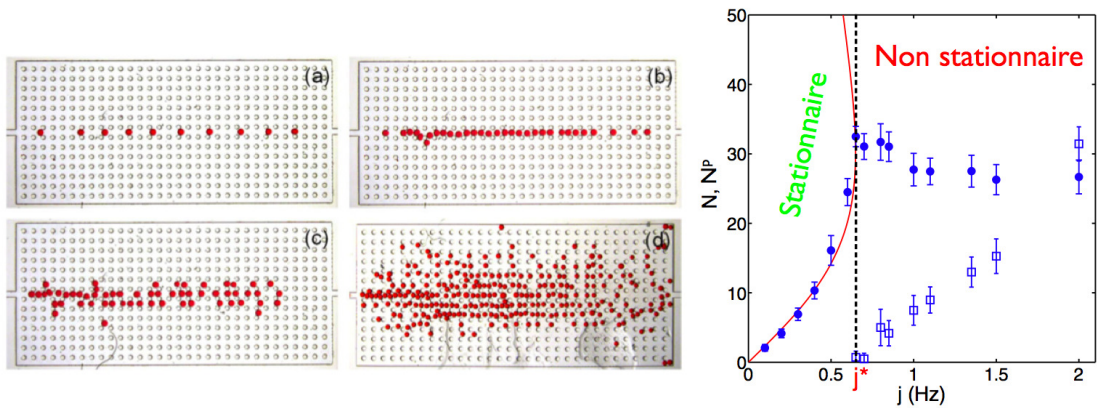 (a)
(b)
(c)
(d)
50
40
30
20
10
0
N, Nᵖ
Stationnaire
Non stationnaire
0
0.5
j*
1
1.5
2
j (Hz)